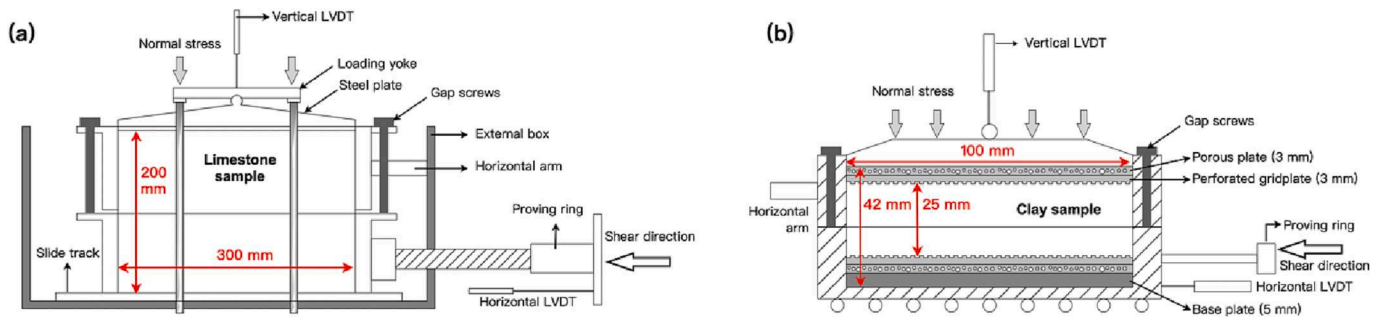 (a)
Vertical LVDT
Normal stress
Loading yoke
Steel plate
Gap screws
External box
Limestone
sample
Horizontal arm
200
mm
Proving ring
Shear direction
Slide track
300 mm
Horizontal LVDT
(b)
Vertical LVDT
Normal stress
Gap screws
100 mm
Porous plate (3 mm)
Perforated gridplate (3 mm)
42 mm
25 mm
Clay sample
Horizontal
arm
Proving ring
Shear direction
Horizontal LVDT
Base plate (5 mm)